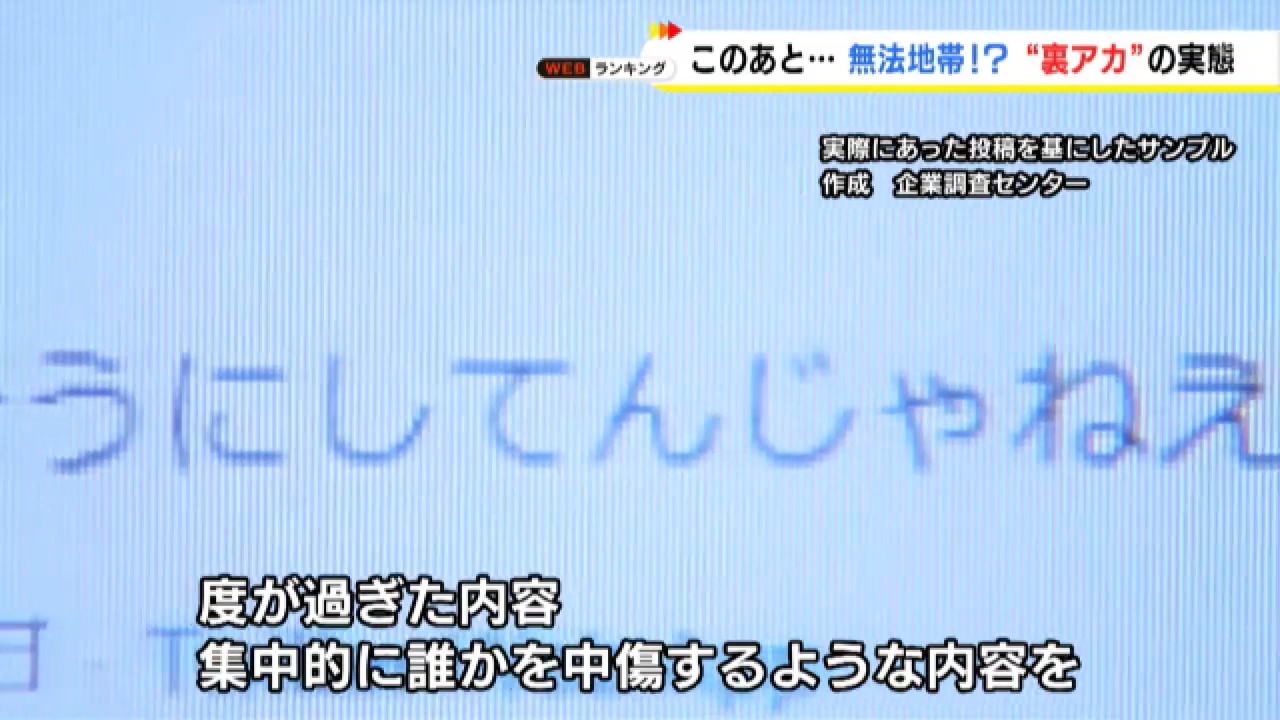 このあと… 無法地帯!? “裏アカ”の実態
WEB ランキング
実際にあった投稿を基にしたサンプル
作成 企業調査センター
うにしてんじゃねえ
度が過ぎた内容
集中的に誰かを中傷するような内容を